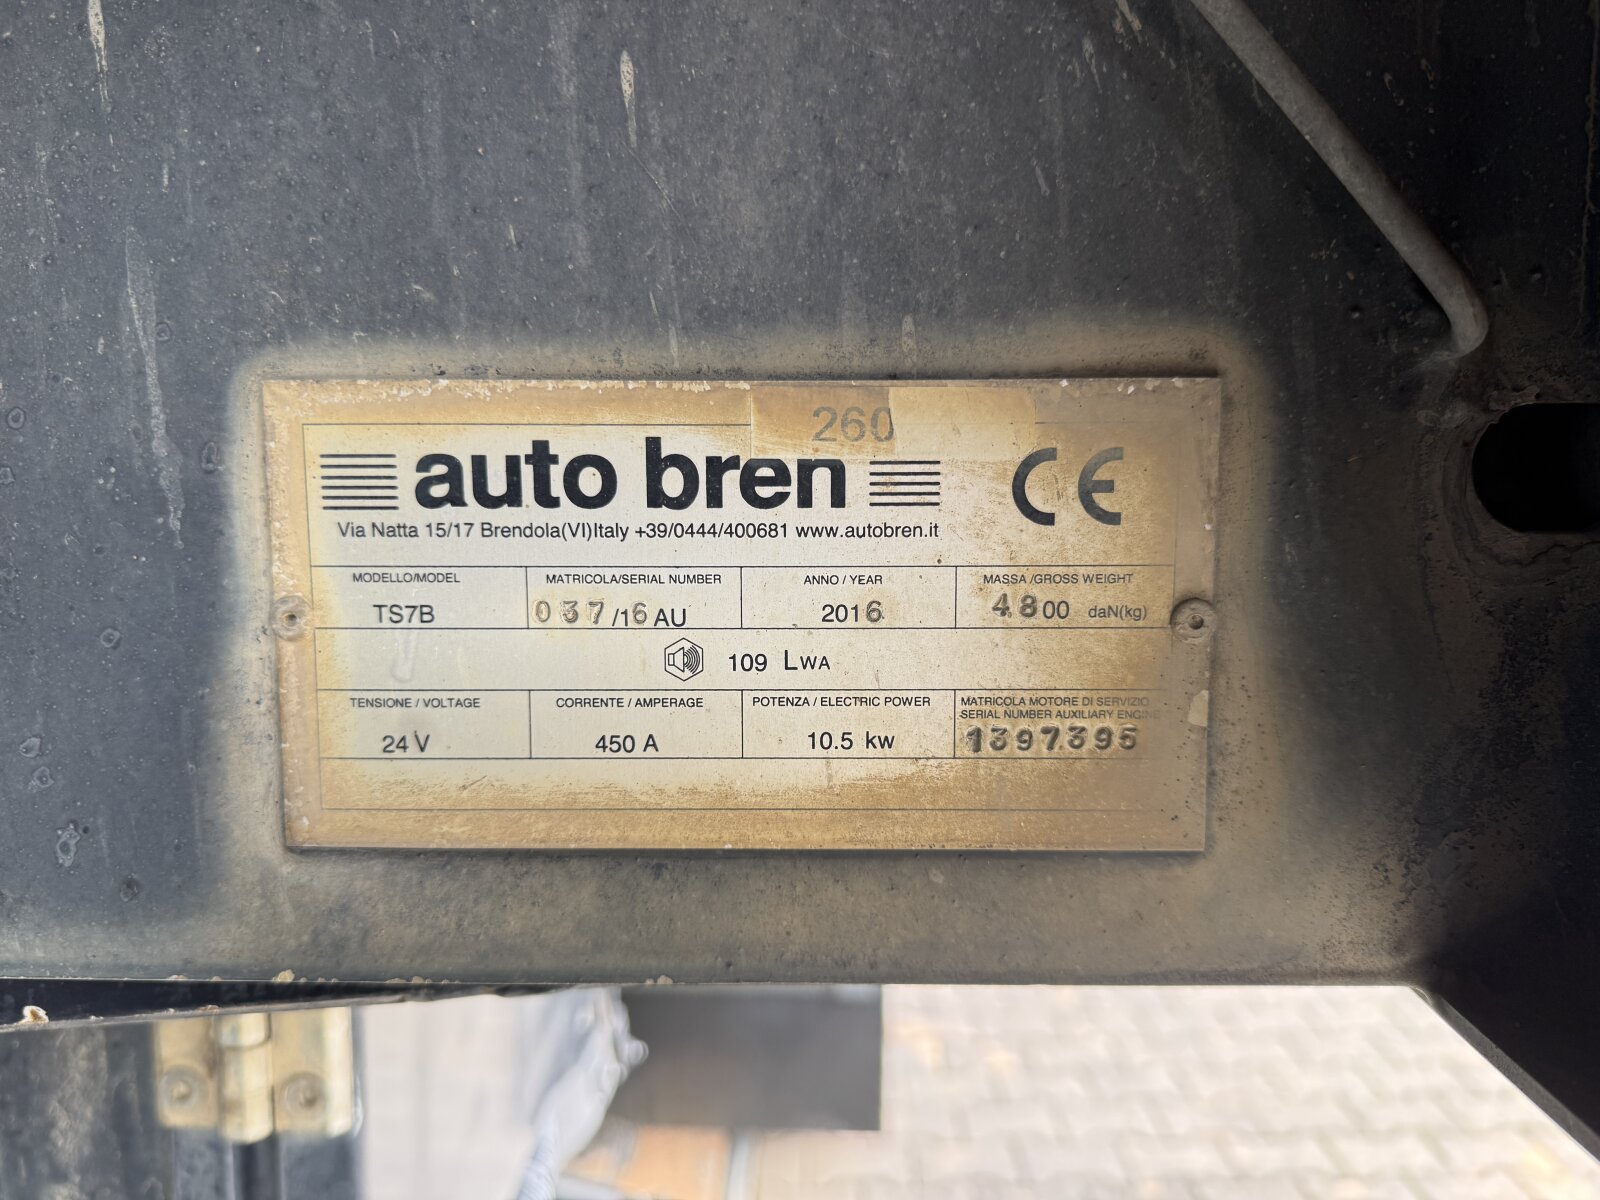 260
auto bren
CE
Via Natta 15/17 Brendola(VI)Italy +39/0444/400681 www.autobren.it
MODELLO/MODEL MATRICOLA/SERIAL NUMBER ANNO / YEAR MASSA /GROSS WEIGHT
TS7B 037/16 AU 2016 4.800 daN(kg)
109 LWA
TENSIONE / VOLTAGE CORRENTE / AMPERAGE POTENZA / ELECTRIC POWER MATRICOLA MOTORE DI SERVIZIO
SERIAL NUMBER AUXILIARY ENGINE
24 V 450 A 10.5 kw 1397395